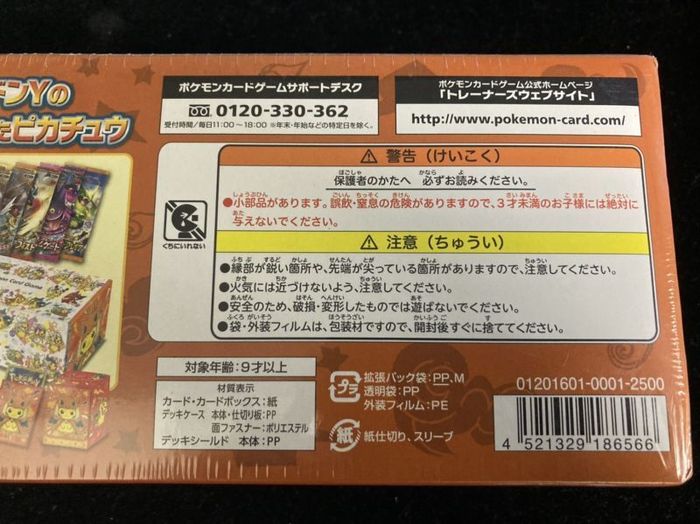 ドンYの
たピカチュウ
ポケモンカードゲームサポートデスク
0120-330-362
受付時間/毎日11:00～18:00 ※年末・年始などの特定日を除く。
ポケモンカードゲーム公式ホームページ
「トレーナーズウェブサイト」
http://www.pokemon-card.com/
くちにいれない
警告（けいこく）
保護者のかたへ 必ずお読みください。
●小部品があります。誤飲・窒息の危険がありますので、3才未満のお子様には絶対に
与えないでください。
注意（ちゅうい）
●縁部が鋭い箇所や、先端が尖っている箇所がありますので、注意してください。
●火気には近づけないよう、注意してください。
●安全のため、破損・変形したものでは遊ばないでください。
●袋・外装フィルムは、包装材ですので、開封後すぐに捨ててください。
対象年齢：9才以上
材質表示
カード・カードボックス：紙
デッキケース 本体・仕切り板：PP
面ファスナー：ポリエステル
デッキシールド 本体：PP
プラ
拡張パック袋：PP、M
透明袋：PP
外装フィルム：PE
紙
紙仕切り、スリーブ
01201601-0001-2500
4 521329 186566